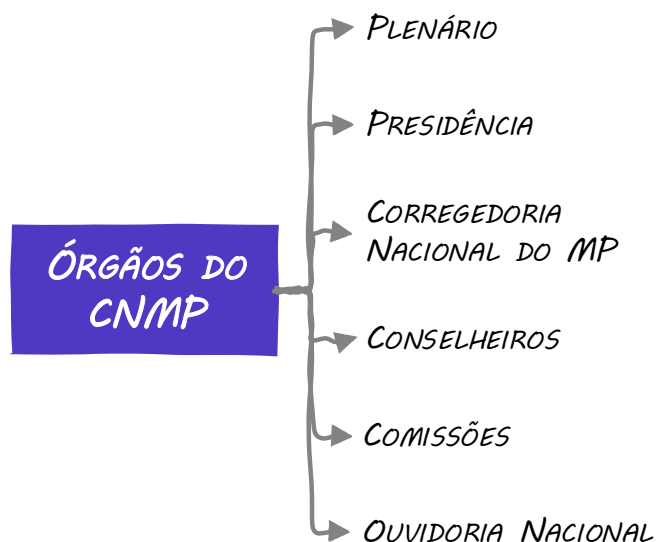 Órgãos do
CNMP
Plenário
Presidência
Corregedoria
Nacional do MP
Conselheiros
Comissões
Ouvidoria Nacional